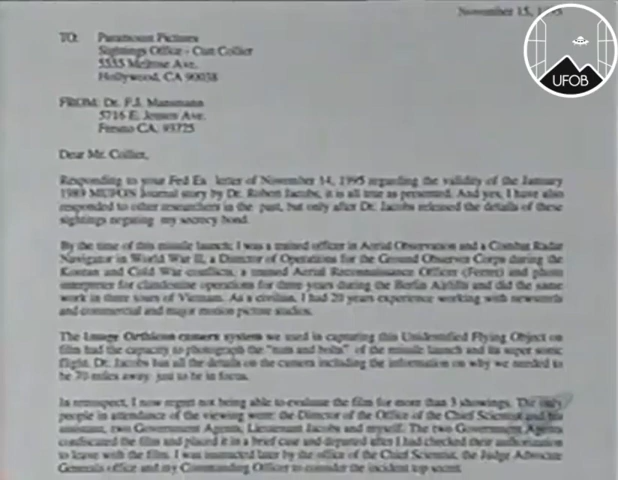 November 15, 1995
UFOB
TO: Paramount Pictures
Sightings Office - Curt Collier
5555 Melrose Ave.
Hollywood, CA 90038
FROM: Dr. F.J. Mansmann
5716 E. Jensen Ave.
Fresno CA, 93725
Dear Mr. Collier,
Responding to your Fed Ex letter of November 14, 1995 regarding the validity of the January
1989 MUFON Journal story by Dr. Robert Jacobs, it is all true as presented. And yes, I have also
responded to other researchers in the past, but only after Dr. Jacobs released the details of these
sightings negating my secrecy bond.
By the time of this missile launch; I was a trained officer in Aerial Observation and a Combat Radar
Navigator in World War II, a Director of Operations for the Ground Observer Corps during the
Korean and Cold War conflicts, a trained Aerial Reconnaissance Officer (Ferret) and photo
interpreter for clandestine operations for three years during the Berlin Airlifts and did the same
work in three tours of Vietnam. As a civilian, I had 20 years experience working with newsreels
and commercial and major motion picture studios.
The Image Orthicon camera system we used in capturing this Unidentified Flying Object on
film had the capacity to photograph the "nuts and bolts" of the missile launch and its super sonic
flight. Dr. Jacobs has all the details on the camera including the information on why we needed to
be 70 miles away just to be in focus.
In retrospect, I now regret not being able to evaluate the film for more than 3 showings. The only
people in attendance of the viewing were: the Director of the Office of the Chief Scientist and his
assistant, two Government Agents, Lieutenant Jacobs and myself. The two Government Agents
confiscated the film and placed it in a brief case and departed after I had checked their authorization
to leave with the film. I was instructed later by the office of the Chief Scientist, the Judge Advocate
Generals office and my Commanding Officer to consider the incident top secret.